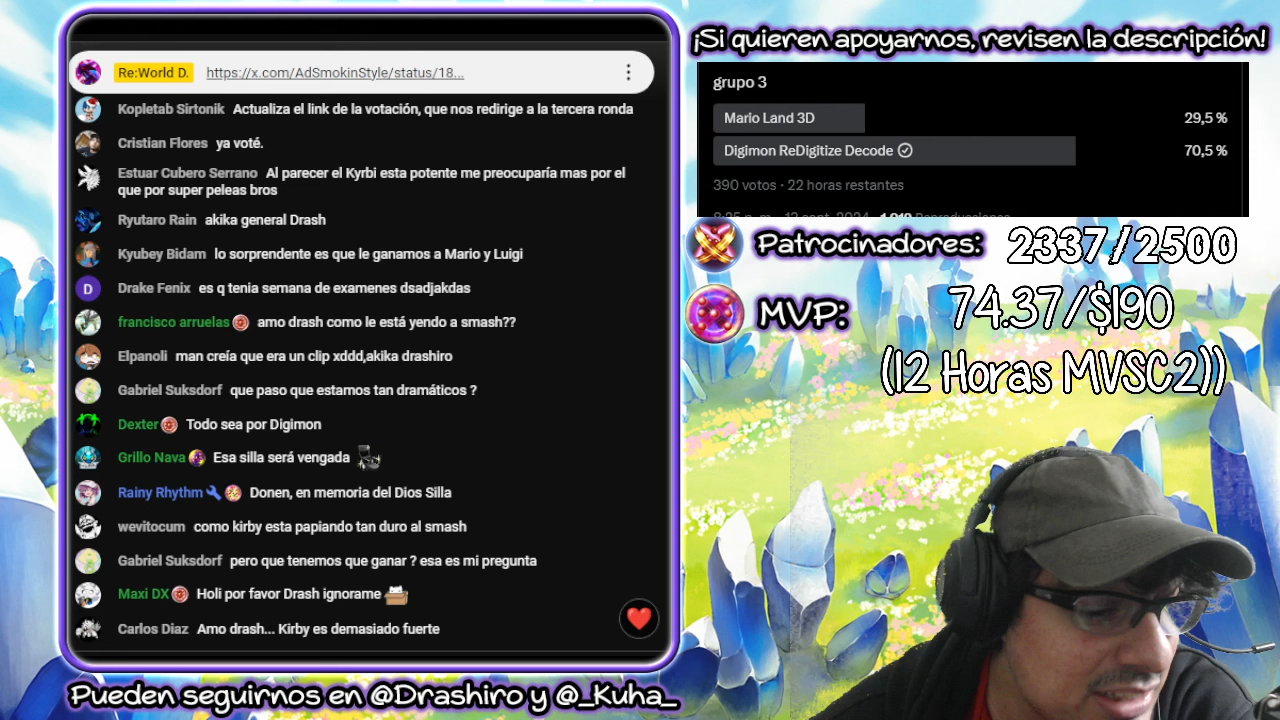 ¡Si quieren apoyarnos, revisen la descripción!
Re:World D. https://x.com/AdSmokinStyle/status/18...
Kopletab Sirtonik Actualiza el link de la votación, que nos redirige a la tercera ronda
Cristian Flores ya voté.
Estuar Cubero Serrano Al parecer el Kyrbi esta potente me preocuparía mas por el
que por super peleas bros
Ryutaro Rain akika general Drash
Kyubey Bidam lo sorprendente es que le ganamos a Mario y Luigi
D Drake Fenix es q tenia semana de examenes dsadjakdas
francisco arruelas amo drash como le está yendo a smash??
Elpanoli man creía que era un clip xddd,akika drashiro
Gabriel Suksdorf que paso que estamos tan dramáticos ?
Dexter Todo sea por Digimon
Grillo Nava Esa silla será vengada
Rainy Rhythm Donen, en memoria del Dios Silla
wevitocum como kirby esta papiando tan duro al smash
Gabriel Suksdorf pero que tenemos que ganar ? esa es mi pregunta
Maxi DX Holi por favor Drash ignorame
Carlos Diaz Amo drash... Kirby es demasiado fuerte
Pueden seguirnos en @Drashiro y @_Kuha_
grupo 3
Mario Land 3D 29,5 %
Digimon ReDigitize Decode 70,5 %
390 votos · 22 horas restantes
8:25 p. m. · 12 sept. 2024 · 1.919 Reproducciones
Patrocinadores: 2337/2500
MVP: 74.37/$190
(12 Horas MVSC2))